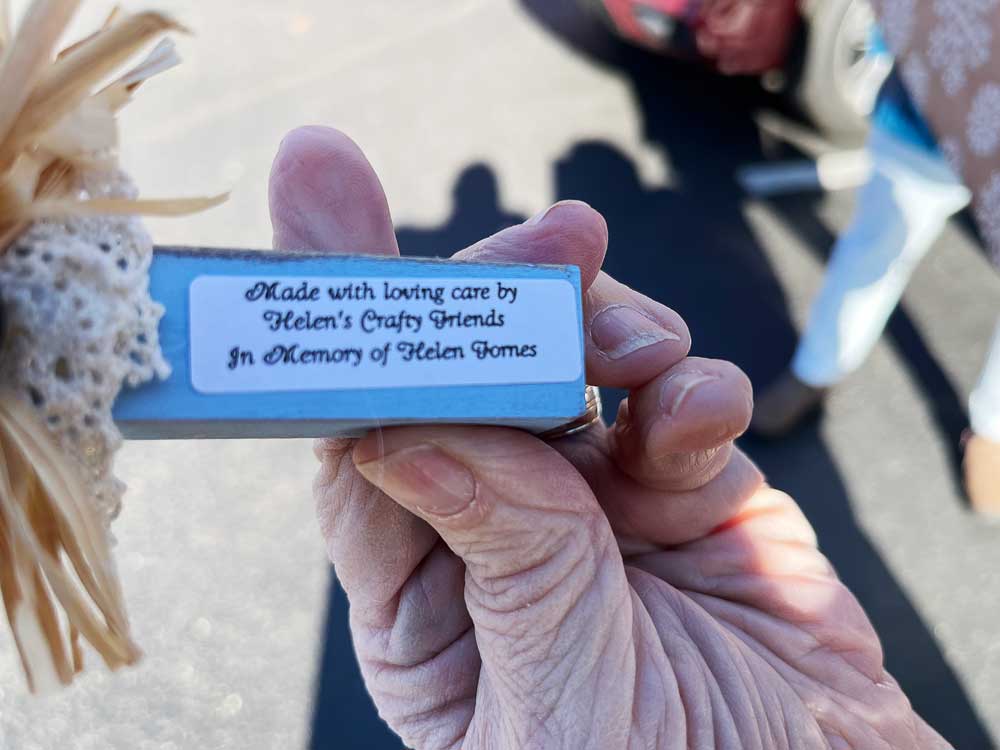 Made with loving care by
Helen's Crafty Friends
In Memory of Helen Fornes